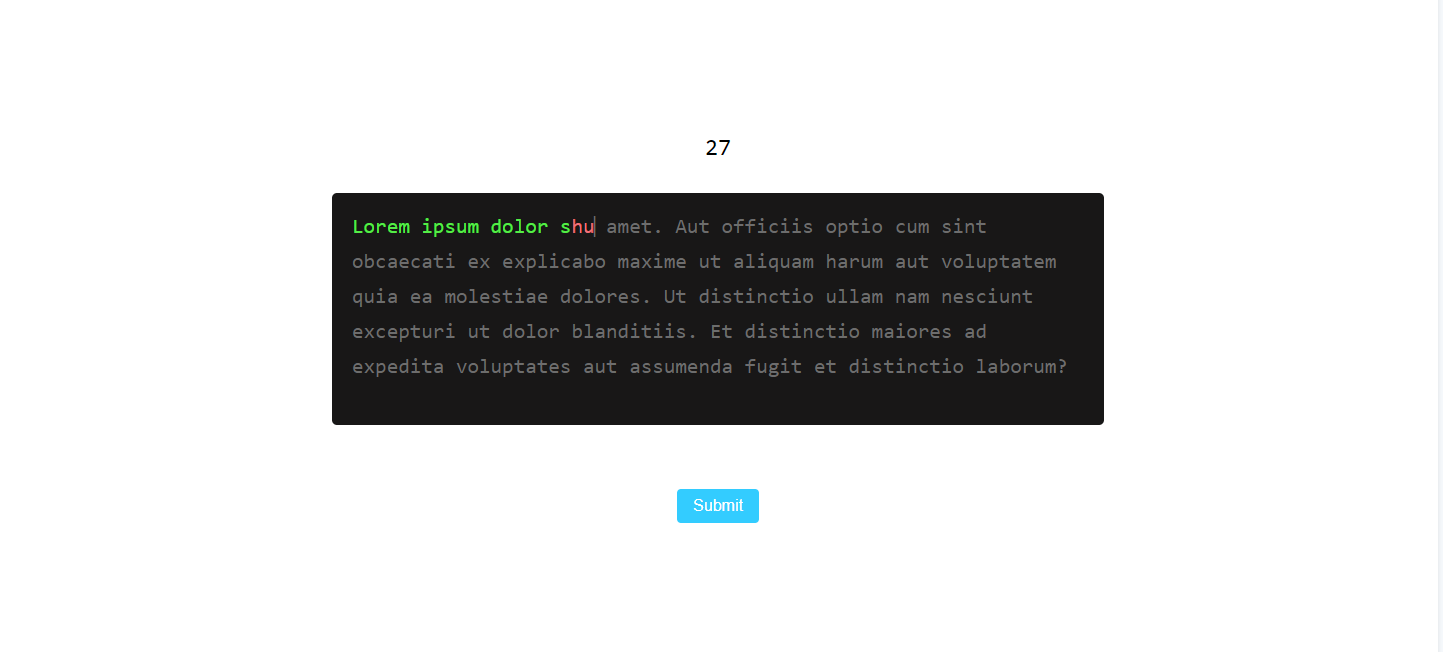 27
Lorem ipsum dolor shu amet. Aut officiis optio cum sint
obcaecati ex explicabo maxime ut aliquam harum aut voluptatem
quia ea molestiae dolores. Ut distinctio ullam nam nesciunt
excepturi ut dolor blanditiis. Et distinctio maiores ad
expedita voluptates aut assumenda fugit et distinctio laborum?
Submit